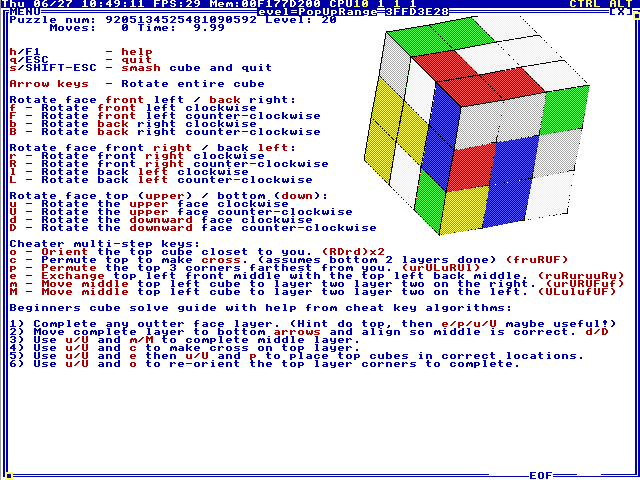 Thu 06/27 10:49:11 FPS:29 Mem:00F177D200 CPU10 1 1 1 CTRL ALT
MENU evel=PopUpRange 3FFD3E28 [X]
Puzzle num: 9205134525481090592 Level: 20
Moves: 0 Time: 9.99
h/F1 - help
q/ESC - quit
s/SHIFT-ESC - smash cube and quit
Arrow keys - Rotate entire cube
Rotate face front left / back right:
f - Rotate front left clockwise
F - Rotate front left counter-clockwise
b - Rotate back right clockwise
B - Rotate back right counter-clockwise
Rotate face front right / back left:
r - Rotate front right clockwise
R - Rotate front right counter-clockwise
l - Rotate back left clockwise
L - Rotate back left counter-clockwise
Rotate face top (upper) / bottom (down):
u - Rotate the upper face clockwise
U - Rotate the upper face counter-clockwise
d - Rotate the downward face clockwise
D - Rotate the downward face counter-clockwise
Cheater multi-step keys:
o - Orient the top cube closest to you. (RDrd)x2
c - Permute top to make cross. (assumes bottom 2 layers done) (fruRUF)
p - Permute the top 3 corners farthest from you. (urULuRUl)
e - Exchange top left front middle with the top left back middle. (ruRuruuRu)
m - Move middle top left cube to layer two layer two on the right. (urURUFuf)
M - Move middle top left cube to layer two layer two on the left. (ULulufUF)
Beginners cube solve guide with help from cheat key algorithms:
1) Complete any outter face layer. (Hint do top, then e/p/u/U maybe useful!)
2) Move complete layer to bottom arrows and align so middle is correct. d/D
3) Use u/U and m/M to complete middle layer.
4) Use u/U and c to make cross on top layer.
5) Use u/U and e then u/U and p to place top cubes in correct locations.
6) Use u/U and o to re-orient the top layer corners to complete.
EOF